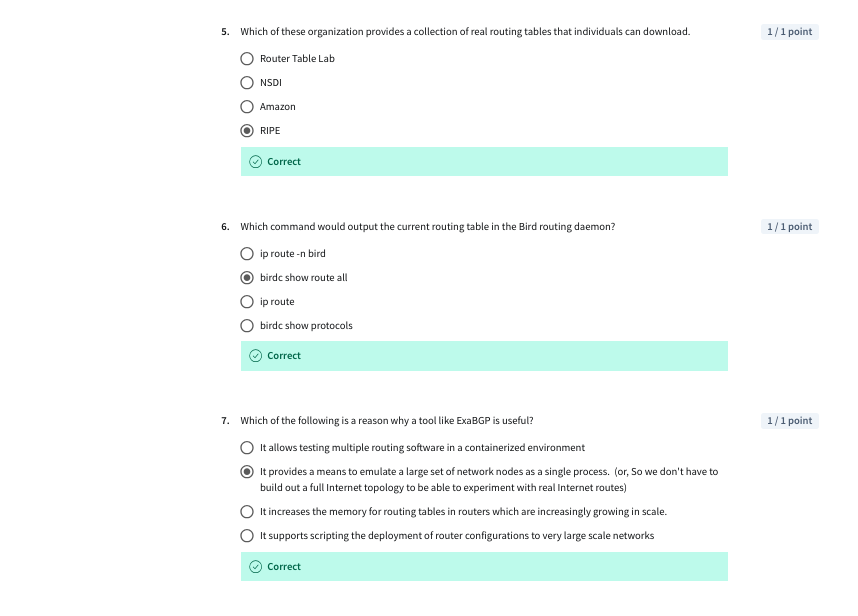 5. Which of these organization provides a collection of real routing tables that individuals can download. 1 / 1 point
Router Table Lab
NSDI
Amazon
RIPE
Correct
6. Which command would output the current routing table in the Bird routing daemon? 1 / 1 point
ip route -n bird
birdc show route all
ip route
birdc show protocols
Correct
7. Which of the following is a reason why a tool like ExaBGP is useful? 1 / 1 point
It allows testing multiple routing software in a containerized environment
It provides a means to emulate a large set of network nodes as a single process. (or, So we don't have to
build out a full Internet topology to be able to experiment with real Internet routes)
It increases the memory for routing tables in routers which are increasingly growing in scale.
It supports scripting the deployment of router configurations to very large scale networks
Correct